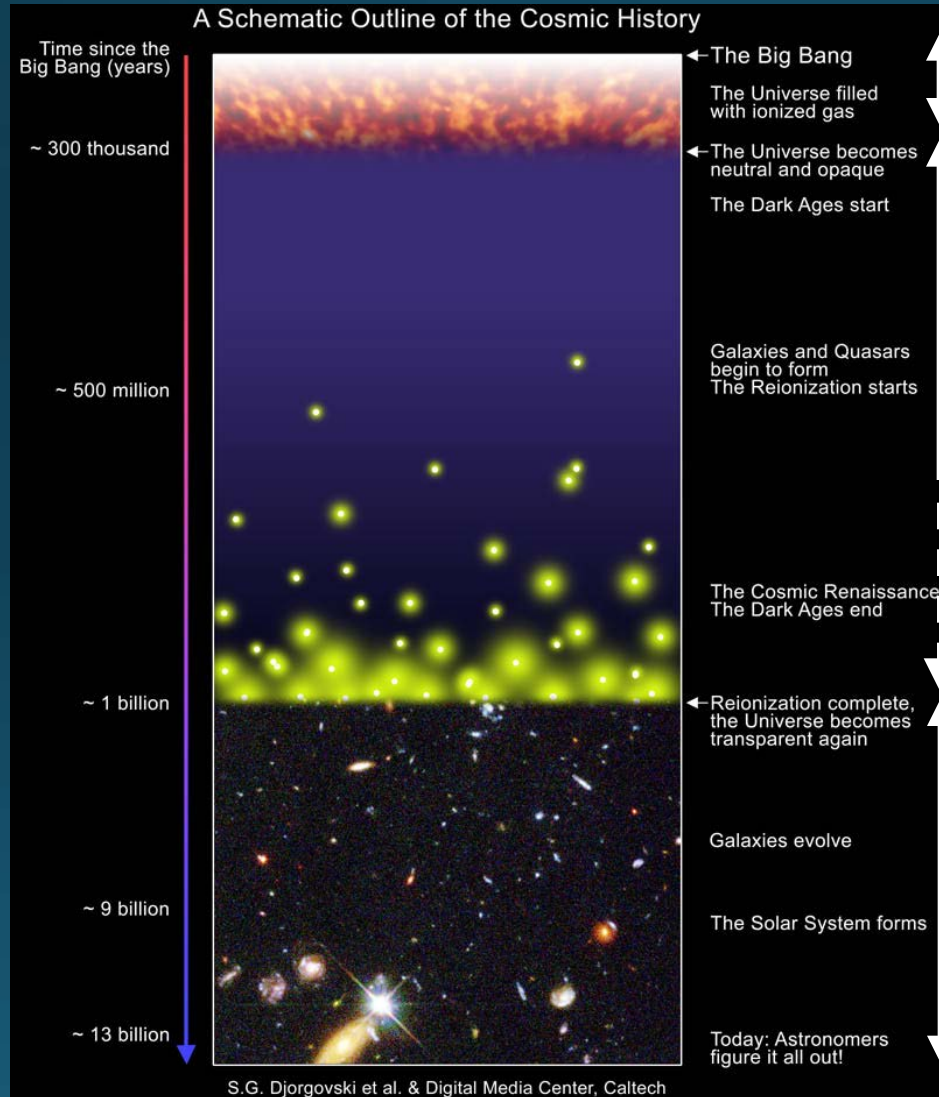 A Schematic Outline of the Cosmic History
Time since the
Big Bang (years)
The Big Bang
The Universe filled
with ionized gas
~ 300 thousand
The Universe becomes
neutral and opaque
The Dark Ages start
Galaxies and Quasars
begin to form
The Reionization starts
~ 500 million
The Cosmic Renaissance
The Dark Ages end
~ 1 billion
Reionization complete,
the Universe becomes
transparent again
Galaxies evolve
~ 9 billion
The Solar System forms
~ 13 billion
Today: Astronomers
figure it all out!
S.G. Djorgovski et al. & Digital Media Center, Caltech